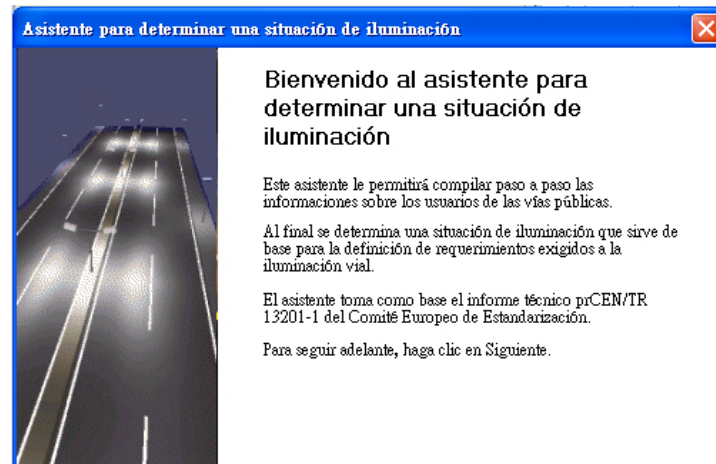 Asistente para determinar una situación de iluminación
Bienvenido al asistente para
determinar una situación de
iluminación
Este asistente le permitirá compilar paso a paso las
informaciones sobre los usuarios de las vías públicas.
Al final se determina una situación de iluminación que sirve de
base para la definición de requerimientos exigidos a la
iluminación vial.
El asistente toma como base el informe técnico prCEN/TR
13201-1 del Comité Europeo de Estandarización.
Para seguir adelante, haga clic en Siguiente.